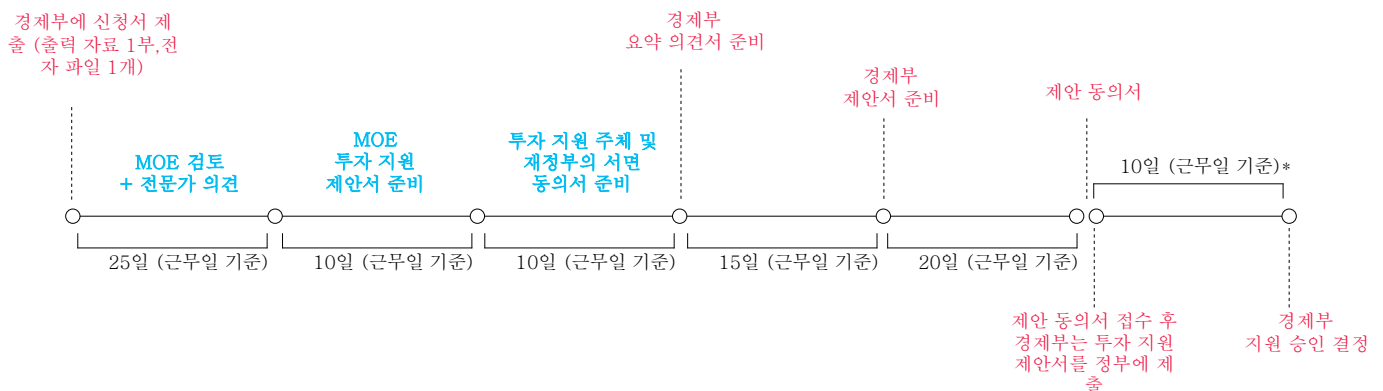 경제부에 신청서 제
출 (출력 자료 1부,전
자 파일 1개)
경제부
요약 의견서 준비
경제부
제안서 준비
제안 동의서
MOE 검토
+ 전문가 의견
MOE
투자 지원
제안서 준비
투자 지원 주체 및
재정부의 서면
동의서 준비
10일 (근무일 기준)*
25일 (근무일 기준)
10일 (근무일 기준)
10일 (근무일 기준)
15일 (근무일 기준)
20일 (근무일 기준)
제안 동의서 접수 후
경제부는 투자 지원
제안서를 정부에 제
출
경제부
지원 승인 결정